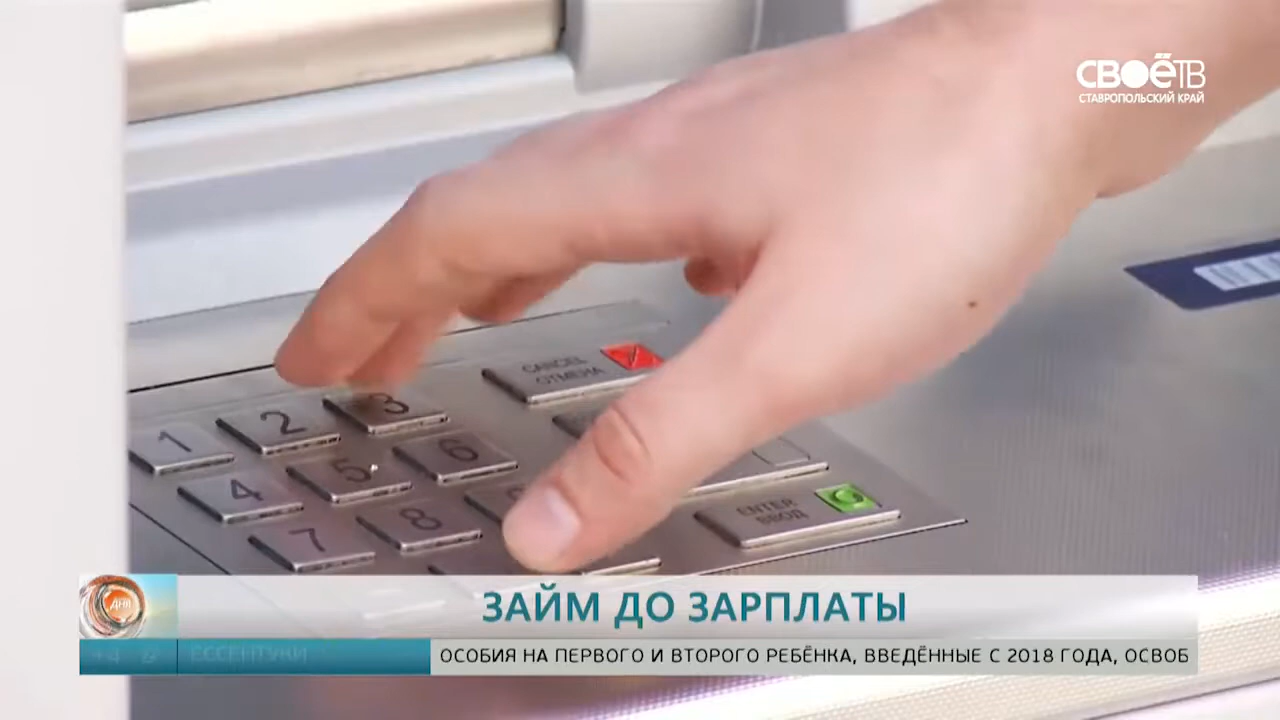 СВОЁТВ
СТАВРОПОЛЬСКИЙ КРАЙ
CANCEL
ОТМЕНА
1 2 3
4 5 6
7 8
ENTER
ВВОД
ДНЯ
ЗАЙМ ДО ЗАРПЛАТЫ
ЕССЕНТУКИ
ОСОБИЯ НА ПЕРВОГО И ВТОРОГО РЕБЁНКА, ВВЕДЁННЫЕ С 2018 ГОДА, ОСВОБ